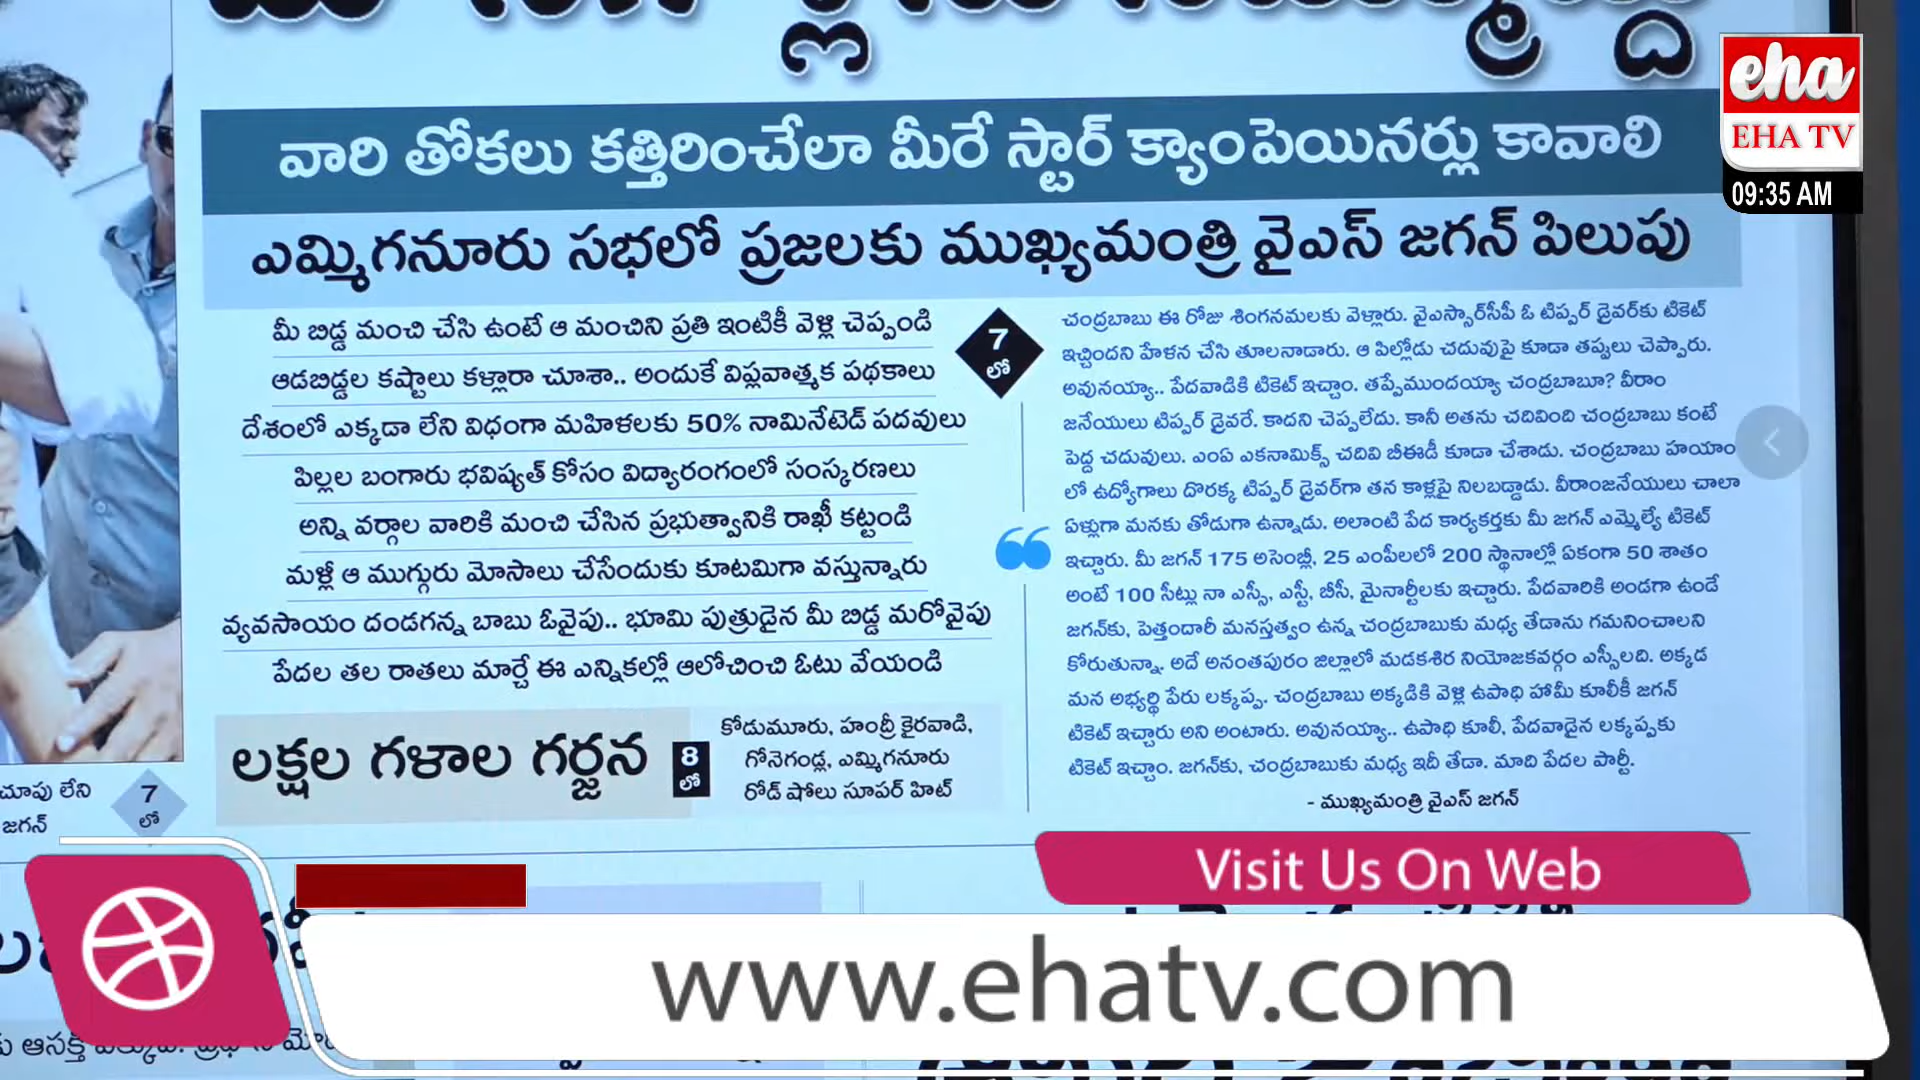 eha
EHA TV
09:35 AM
వారి తోకలు కత్తిరించేలా మీరే స్టార్ క్యాంపెయినర్లు కావాలి
ఎమ్మిగనూరు సభలో ప్రజలకు ముఖ్యమంత్రి వైఎస్ జగన్ పిలుపు
మీ బిడ్డ మంచి చేసి ఉంటే ఆ మంచిని ప్రతి ఇంటికీ వెళ్లి చెప్పండి
ఆడబిడ్డల కష్టాలు కళ్లారా చూశా.. అందుకే విప్లవాత్మక పథకాలు
దేశంలో ఎక్కడా లేని విధంగా మహిళలకు 50% నామినేటెడ్ పదవులు
పిల్లల బంగారు భవిష్యత్ కోసం విద్యారంగంలో సంస్కరణలు
అన్ని వర్గాల వారికి మంచి చేసిన ప్రభుత్వానికి రాఖీ కట్టండి
మళ్లీ ఆ ముగ్గురు మోసాలు చేసేందుకు కూటమిగా వస్తున్నారు
వ్యవసాయం దండగన్న బాబు ఓవైపు.. భూమి పుత్రుడైన మీ బిడ్డ మరోవైపు
పేదల తల రాతలు మార్చే ఈ ఎన్నికల్లో ఆలోచించి ఓటు వేయండి
7
లో
చంద్రబాబు ఈ రోజు శింగనమలకు వెళ్లారు. వైఎస్సార్‌సీపీ ఓ టిప్పర్ డ్రైవర్‌కు టికెట్
ఇచ్చిందని హేళన చేసి తూలనాడారు. ఆ పిల్లోడు చదువుపై కూడా తప్పులు చెప్పారు.
అవునయ్యా.. పేదవాడికి టికెట్ ఇచ్చాం. తప్పేముందయ్యా చంద్రబాబూ? వీరాం
జనేయులు టిప్పర్ డ్రైవరే. కాదని చెప్పలేదు. కానీ అతను చదివింది చంద్రబాబు కంటే
పెద్ద చదువులు. ఎంఏ ఎకనామిక్స్ చదివి బీఈడీ కూడా చేశాడు. చంద్రబాబు హయాం
లో ఉద్యోగాలు దొరక్క టిప్పర్ డ్రైవర్‌గా తన కాళ్లపై నిలబడ్డాడు. వీరాంజనేయులు చాలా
ఏళ్లుగా మనకు తోడుగా ఉన్నాడు. అలాంటి పేద కార్యకర్తకు మీ జగన్ ఎమ్మెల్యే టికెట్
ఇచ్చారు. మీ జగన్ 175 అసెంబ్లీ, 25 ఎంపీలలో 200 స్థానాల్లో ఏకంగా 50 శాతం
అంటే 100 సీట్లు నా ఎస్సీ, ఎస్టీ, బీసీ, మైనార్టీలకు ఇచ్చారు. పేదవారికి అండగా ఉండే
జగన్‌కు, పెత్తందారీ మనస్తత్వం ఉన్న చంద్రబాబుకు మధ్య తేడాను గమనించాలని
కోరుతున్నా. అదే అనంతపురం జిల్లాలో మడకశిర నియోజకవర్గం ఎస్సీలది. అక్కడ
మన అభ్యర్థి పేరు లక్కప్ప. చంద్రబాబు అక్కడికి వెళ్లి ఉపాధి హామీ కూలీకీ జగన్
టికెట్ ఇచ్చారు అని అంటారు. అవునయ్యా.. ఉపాధి కూలీ, పేదవాడైన లక్కప్పకు
టికెట్ ఇచ్చాం. జగన్‌కు, చంద్రబాబుకు మధ్య ఇదీ తేడా. మాది పేదల పార్టీ.
- ముఖ్యమంత్రి వైఎస్ జగన్
లక్షల గళాల గర్జన
8
లో
కోడుమూరు, హంద్రీ కైరవాడి,
గోనెగండ్ల, ఎమ్మిగనూరు
రోడ్ షోలు సూపర్ హిట్
చూపు లేని
జగన్
7
లో
Visit Us On Web
www.ehatv.com